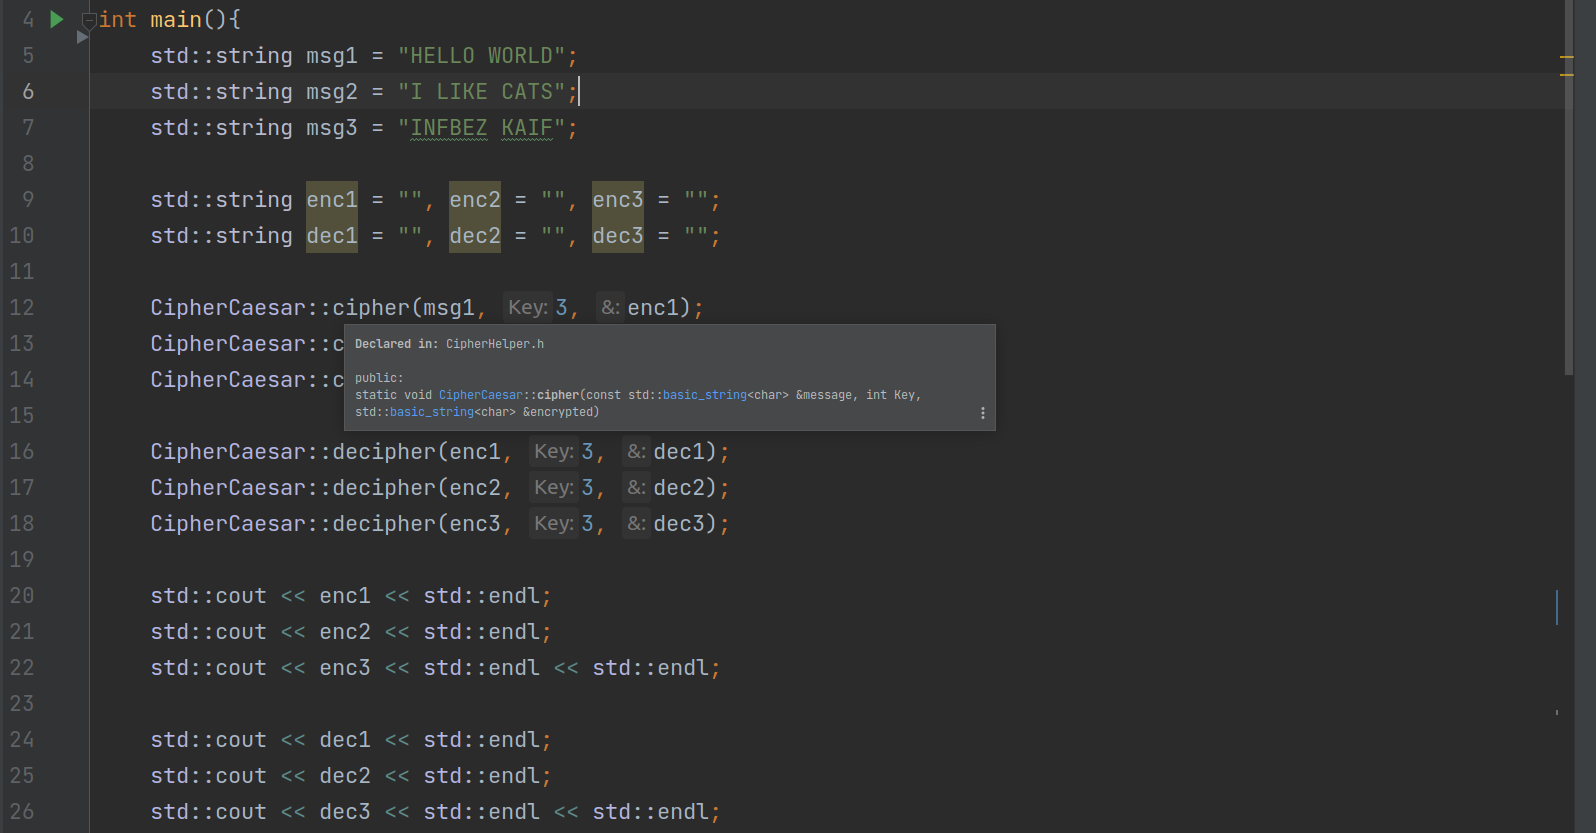 4 int main(){
5 std::string msg1 = "HELLO WORLD";
6 std::string msg2 = "I LIKE CATS";
7 std::string msg3 = "INFBEZ KAIF";
8
9 std::string enc1 = "", enc2 = "", enc3 = "";
10 std::string dec1 = "", dec2 = "", dec3 = "";
11
12 CipherCaesar::cipher(msg1, Key: 3, &: enc1);
13 CipherCaesar::c
14 CipherCaesar::c
Declared in: CipherHelper.h
public:
static void CipherCaesar::cipher(const std::basic_string<char> &message, int Key,
std::basic_string<char> &encrypted)
15
16 CipherCaesar::decipher(enc1, Key: 3, &: dec1);
17 CipherCaesar::decipher(enc2, Key: 3, &: dec2);
18 CipherCaesar::decipher(enc3, Key: 3, &: dec3);
19
20 std::cout << enc1 << std::endl;
21 std::cout << enc2 << std::endl;
22 std::cout << enc3 << std::endl << std::endl;
23
24 std::cout << dec1 << std::endl;
25 std::cout << dec2 << std::endl;
26 std::cout << dec3 << std::endl << std::endl;